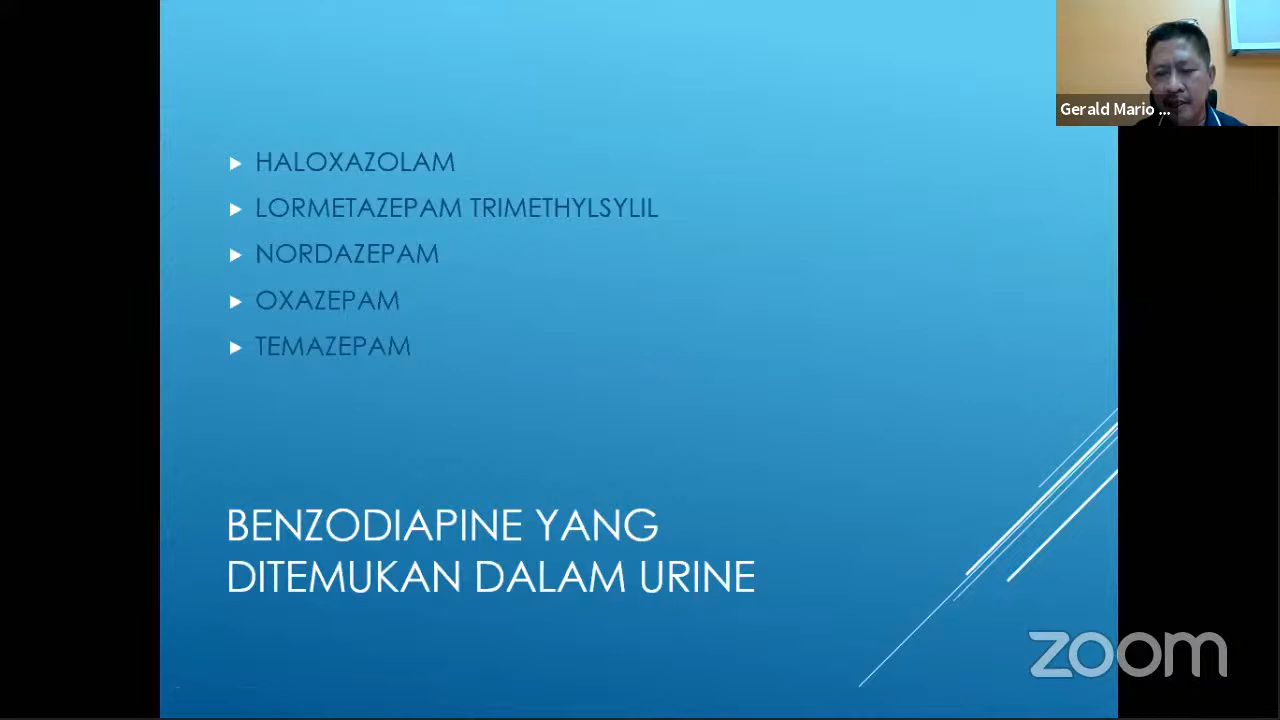 Gerald Mario ...
HALOXAZOLAM
LORMETAZEPAM TRIMETHYLSYLIL
NORDAZEPAM
OXAZEPAM
TEMAZEPAM
BENZODIAPINE YANG
DITEMUKAN DALAM URINE
zoom